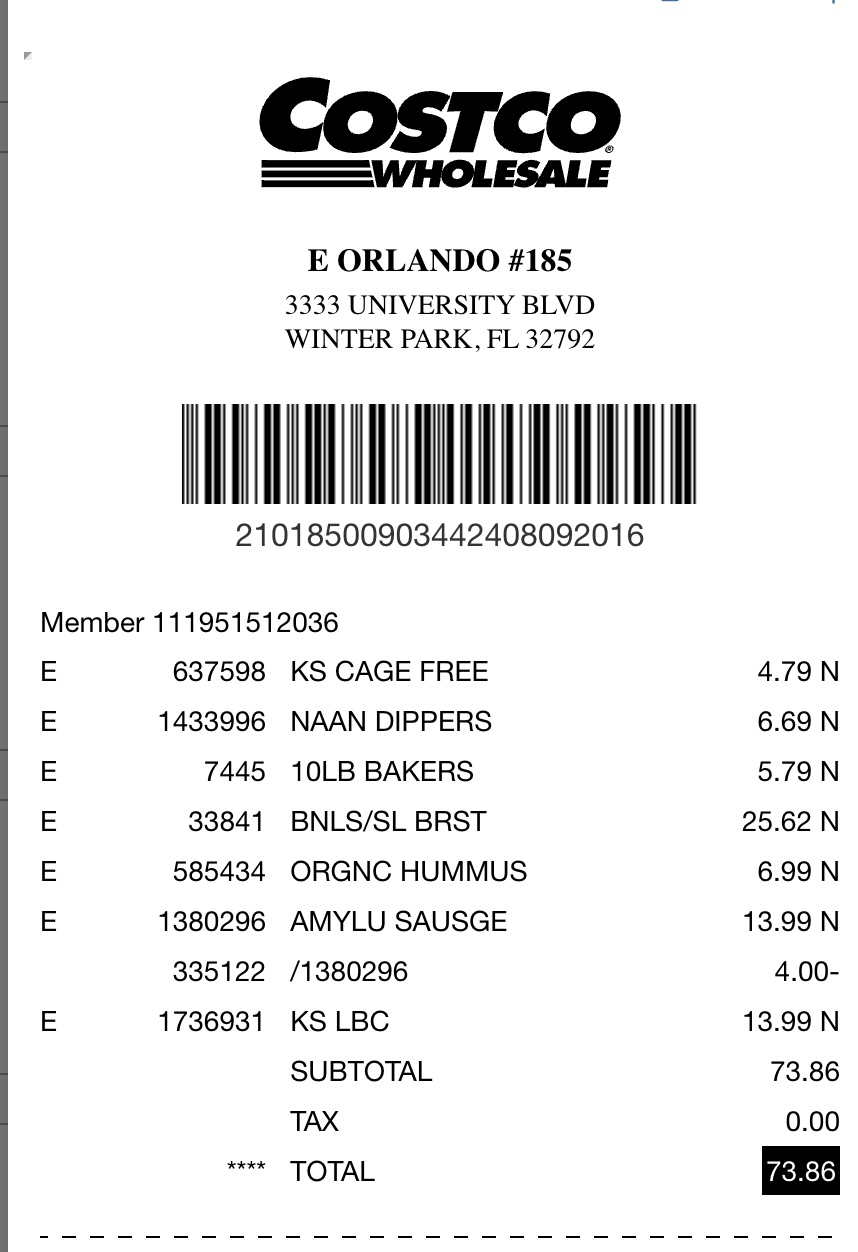 COSTCO®
WHOLESALE
E ORLANDO #185
3333 UNIVERSITY BLVD
WINTER PARK, FL 32792
21018500903442408092016
Member 111951512036
E 637598 KS CAGE FREE 4.79 N
E 1433996 NAAN DIPPERS 6.69 N
E 7445 10LB BAKERS 5.79 N
E 33841 BNLS/SL BRST 25.62 N
E 585434 ORGNC HUMMUS 6.99 N
E 1380296 AMYLU SAUSGE 13.99 N
335122 /1380296 4.00-
E 1736931 KS LBC 13.99 N
SUBTOTAL 73.86
TAX 0.00
**** TOTAL 73.86